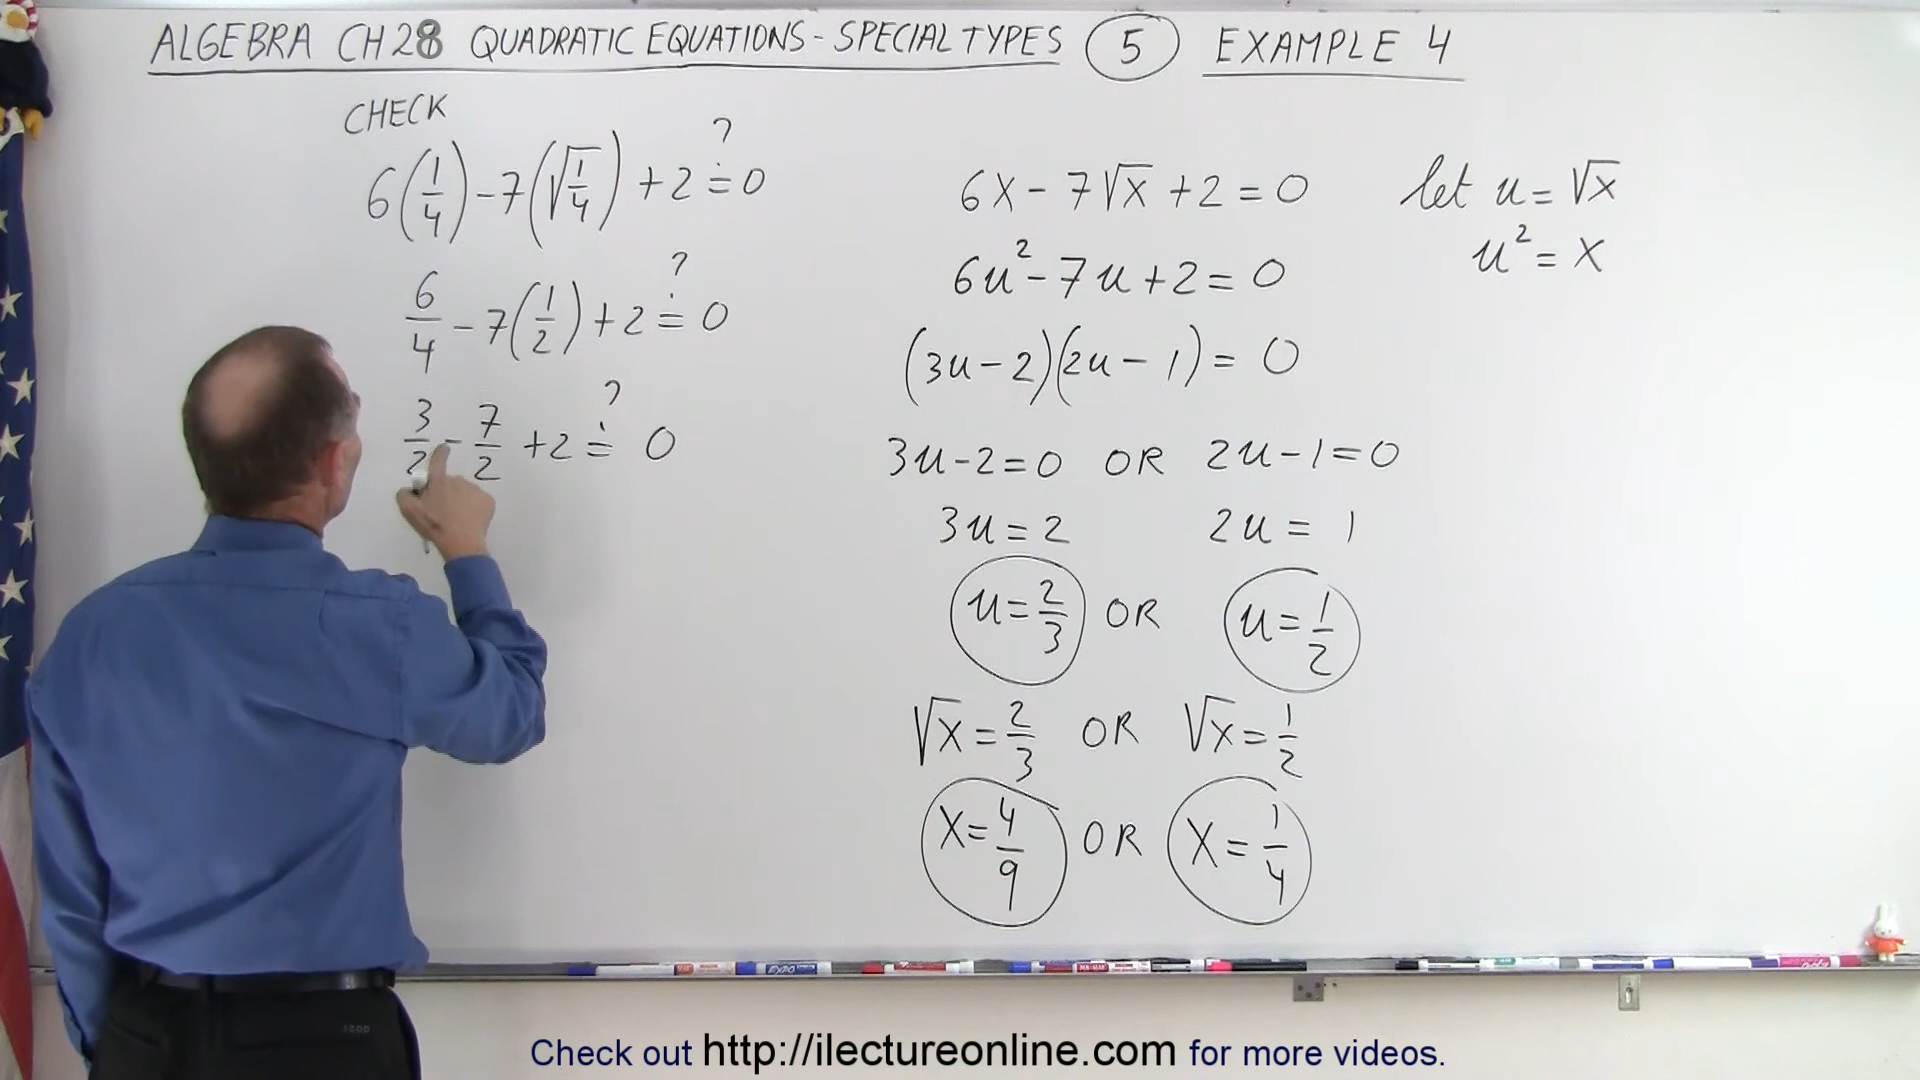 ALGEBRA CH28 QUADRATIC EQUATIONS - SPECIAL TYPES 5 EXAMPLE 4
CHECK
6(1/4) - 7(√1/4) + 2 ≟ 0
6/4 - 7(1/2) + 2 ≟ 0
3/2 - 7/2 + 2 ≟ 0
6X - 7√X + 2 = 0
6u² - 7u + 2 = 0
(3u - 2)(2u - 1) = 0
3u - 2 = 0 OR 2u - 1 = 0
3u = 2 2u = 1
u = 2/3 OR u = 1/2
√X = 2/3 OR √X = 1/2
X = 4/9 OR X = 1/4
let u = √X
u² = X
EXPO
Check out http://ilectureonline.com for more videos.